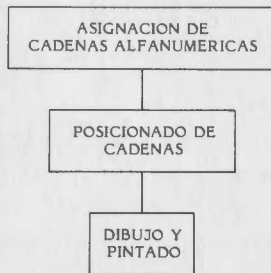 ASIGNACION DE
CADENAS ALFANUMERICAS
POSICIONADO DE
CADENAS
DIBUJO Y
PINTADO